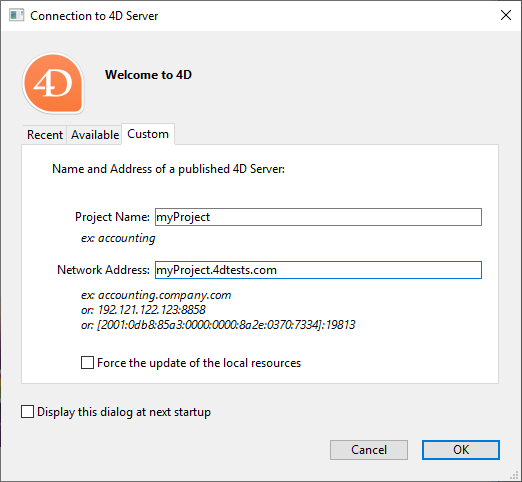 Connection to 4D Server
4D
Welcome to 4D
Recent Available Custom
Name and Address of a published 4D Server:
Project Name: myProject
ex: accounting
Network Address: myProject.4dtests.com
ex: accounting.company.com
or: 192.121.122.123:8858
or: [2001:0db8:85a3:0000:0000:8a2e:0370:7334]:19813
Force the update of the local resources
Display this dialog at next startup
Cancel OK